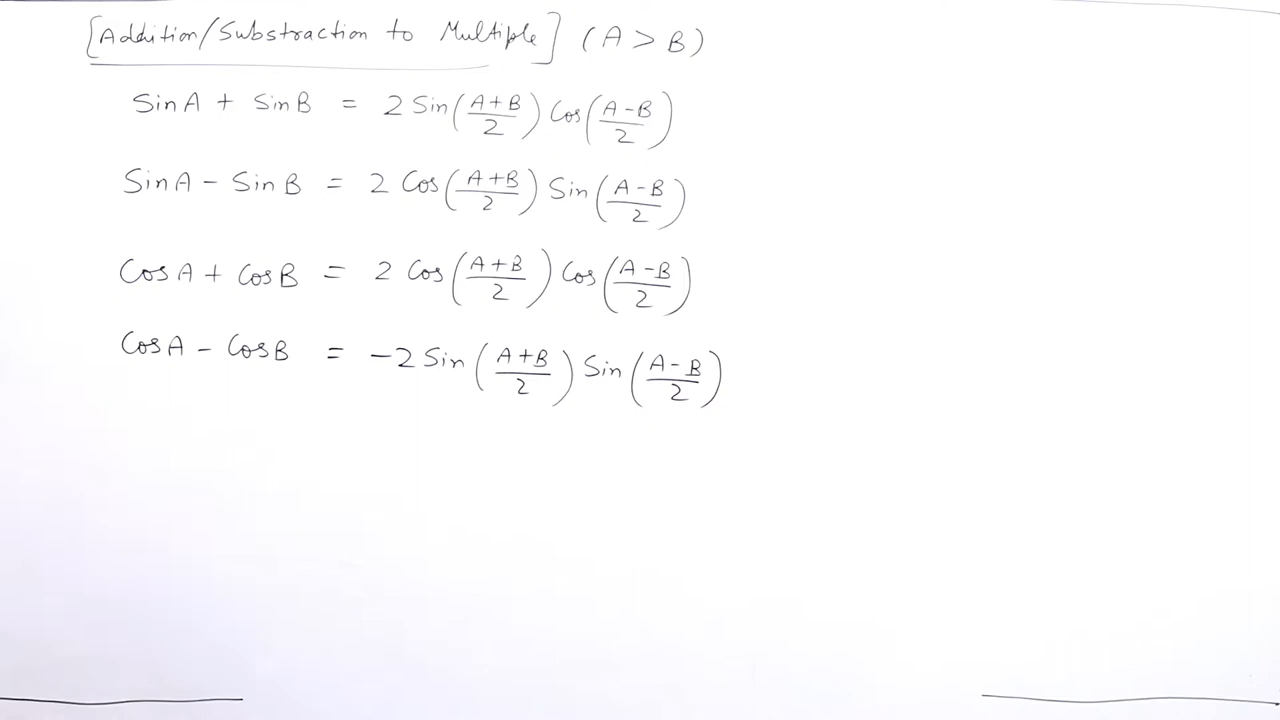 [Addition/Substraction to Multiple] (A > B)
Sin A + Sin B = 2 Sin((A+B)/2) Cos((A-B)/2)
Sin A - Sin B = 2 Cos((A+B)/2) Sin((A-B)/2)
Cos A + Cos B = 2 Cos((A+B)/2) Cos((A-B)/2)
Cos A - Cos B = -2 Sin((A+B)/2) Sin((A-B)/2)